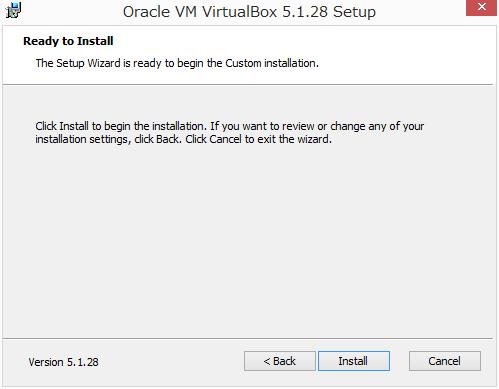 Oracle VM VirtualBox 5.1.28 Setup
Ready to Install
The Setup Wizard is ready to begin the Custom installation.
Click Install to begin the installation. If you want to review or change any of your
installation settings, click Back. Click Cancel to exit the wizard.
Version 5.1.28
< Back
Install
Cancel